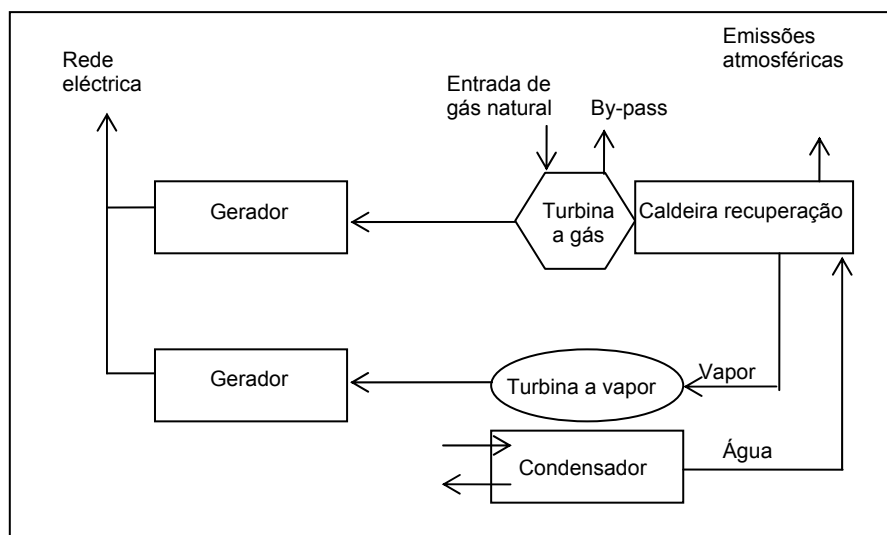 Rede
eléctrica
Emissões
atmosféricas
Entrada de
gás natural
By-pass
Gerador
Turbina
a gás
Caldeira recuperação
Gerador
Turbina a vapor
Vapor
Condensador
Água